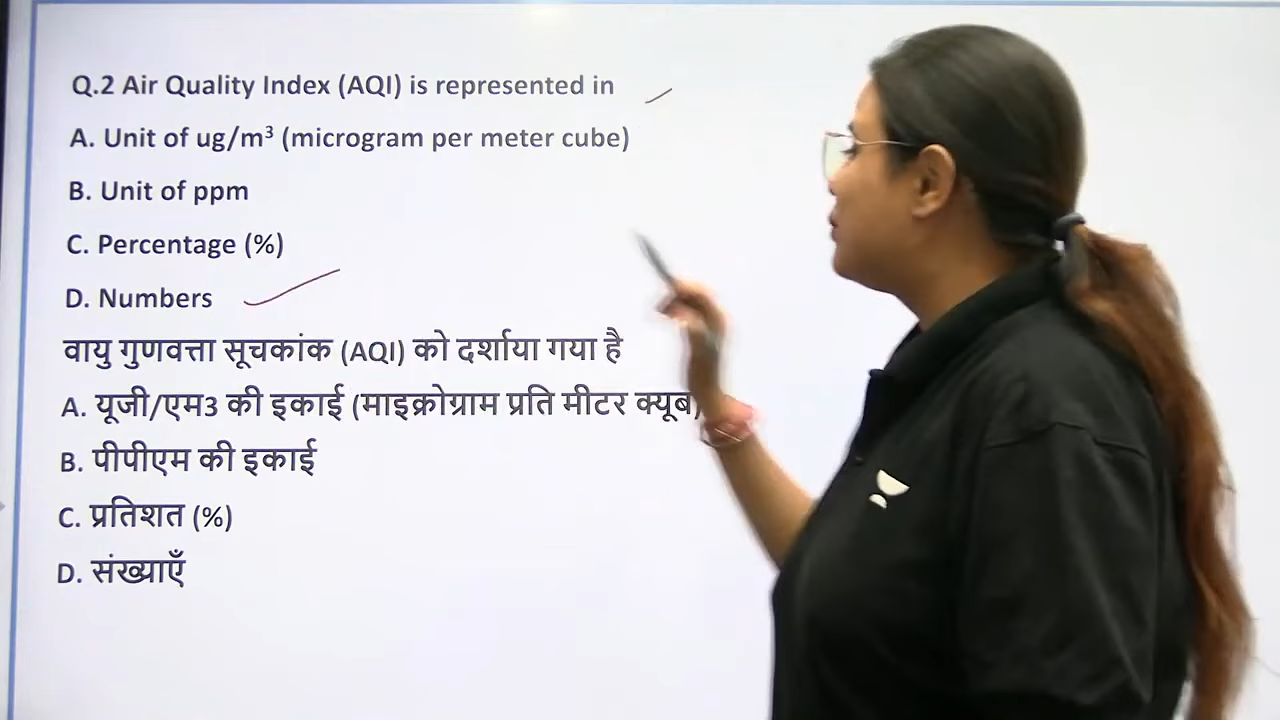 Q.2 Air Quality Index (AQI) is represented in
A. Unit of ug/m³ (microgram per meter cube)
B. Unit of ppm
C. Percentage (%)
D. Numbers
वायु गुणवत्ता सूचकांक (AQI) को दर्शाया गया है
A. यूजी/एम3 की इकाई (माइक्रोग्राम प्रति मीटर क्यूब)
B. पीपीएम की इकाई
C. प्रतिशत (%)
D. संख्याएँ